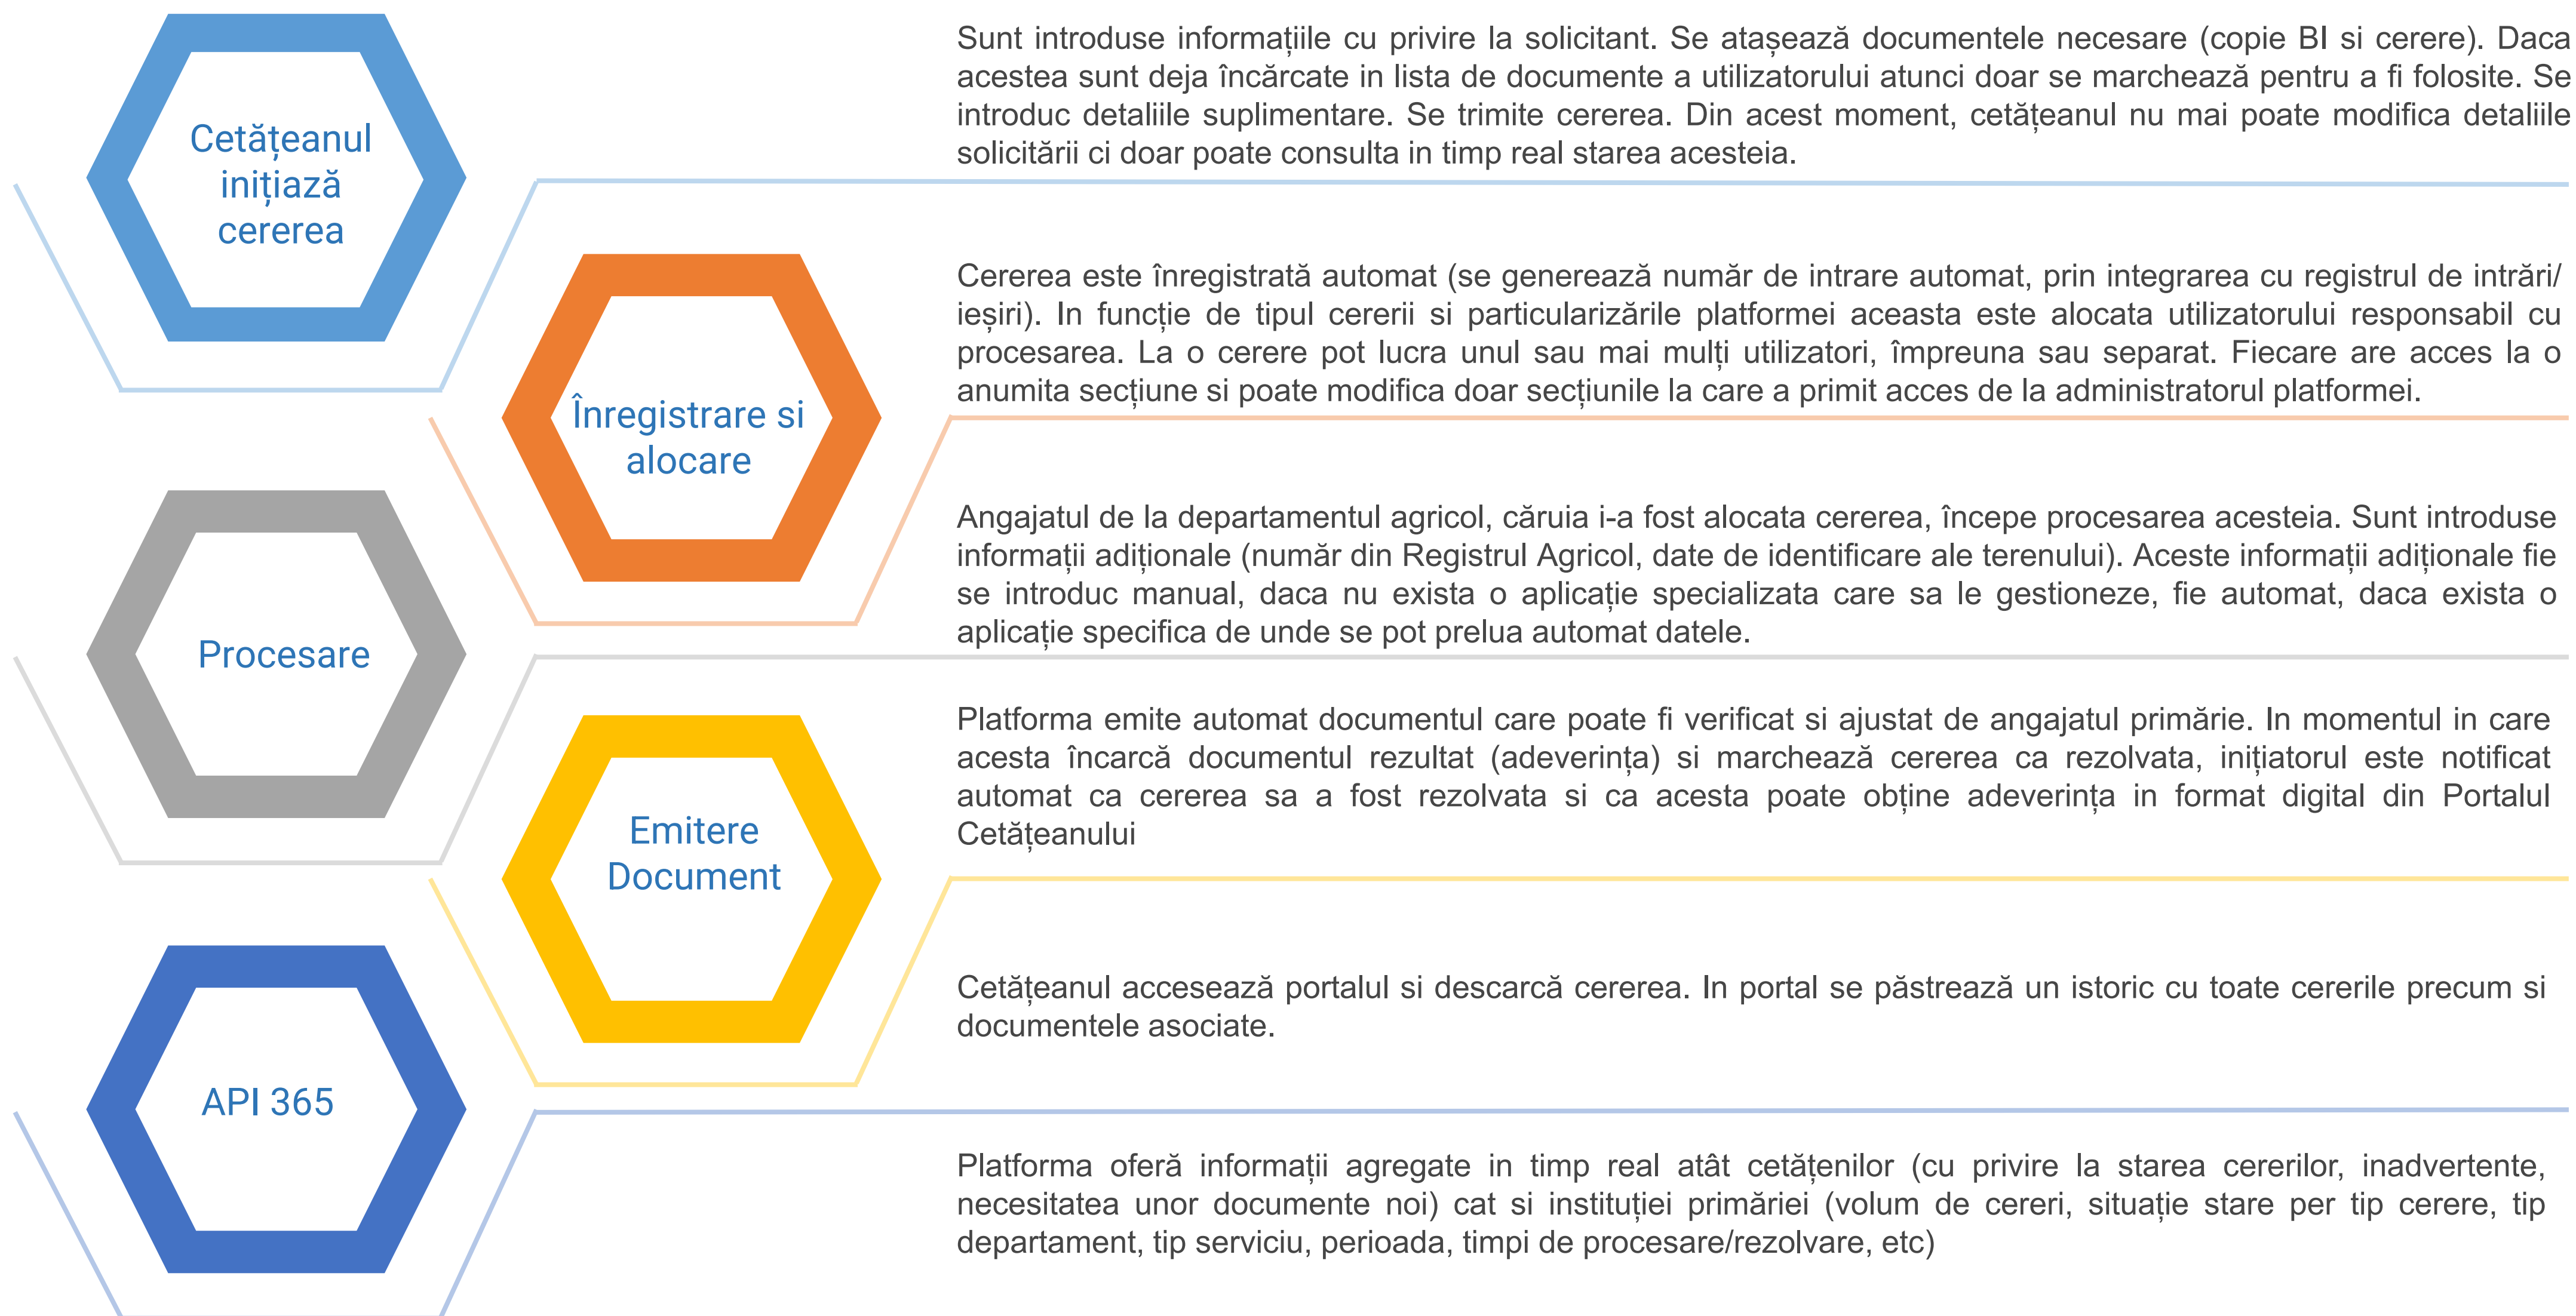 Cetățeanul
inițiază
cererea
Sunt introduse informațiile cu privire la solicitant. Se atașează documentele necesare (copie BI si cerere). Daca
acestea sunt deja încărcate in lista de documente a utilizatorului atunci doar se marchează pentru a fi folosite. Se
introduc detaliile suplimentare. Se trimite cererea. Din acest moment, cetățeanul nu mai poate modifica detaliile
solicitării ci doar poate consulta in timp real starea acesteia.
Înregistrare si
alocare
Cererea este înregistrată automat (se generează număr de intrare automat, prin integrarea cu registrul de intrări/
ieșiri). In funcție de tipul cererii si particularizările platformei aceasta este alocata utilizatorului responsabil cu
procesarea. La o cerere pot lucra unul sau mai mulți utilizatori, împreuna sau separat. Fiecare are acces la o
anumita secțiune si poate modifica doar secțiunile la care a primit acces de la administratorul platformei.
Procesare
Angajatul de la departamentul agricol, căruia i-a fost alocata cererea, începe procesarea acesteia. Sunt introduse
informații adiționale (număr din Registrul Agricol, date de identificare ale terenului). Aceste informații adiționale fie
se introduc manual, daca nu exista o aplicație specializata care sa le gestioneze, fie automat, daca exista o
aplicație specifica de unde se pot prelua automat datele.
Emitere
Document
Platforma emite automat documentul care poate fi verificat si ajustat de angajatul primărie. In momentul in care
acesta încarcă documentul rezultat (adeverința) si marchează cererea ca rezolvata, inițiatorul este notificat
automat ca cererea sa a fost rezolvata si ca acesta poate obține adeverința in format digital din Portalul
Cetățeanului
API 365
Cetățeanul accesează portalul si descarcă cererea. In portal se păstrează un istoric cu toate cererile precum si
documentele asociate.
Platforma oferă informații agregate in timp real atât cetățenilor (cu privire la starea cererilor, inadvertente,
necesitatea unor documente noi) cat si instituției primăriei (volum de cereri, situație stare per tip cerere, tip
departament, tip serviciu, perioada, timpi de procesare/rezolvare, etc)